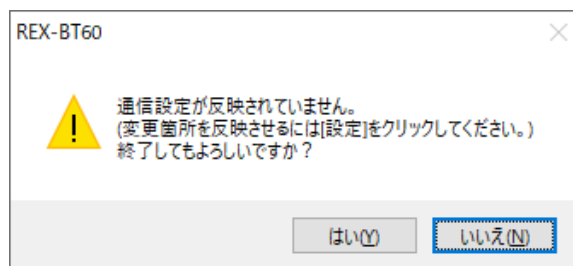 REX-BT60
通信設定が反映されていません。
(変更箇所を反映させるには[設定]をクリックしてください。)
終了してもよろしいですか？
はい(Y) いいえ(N)